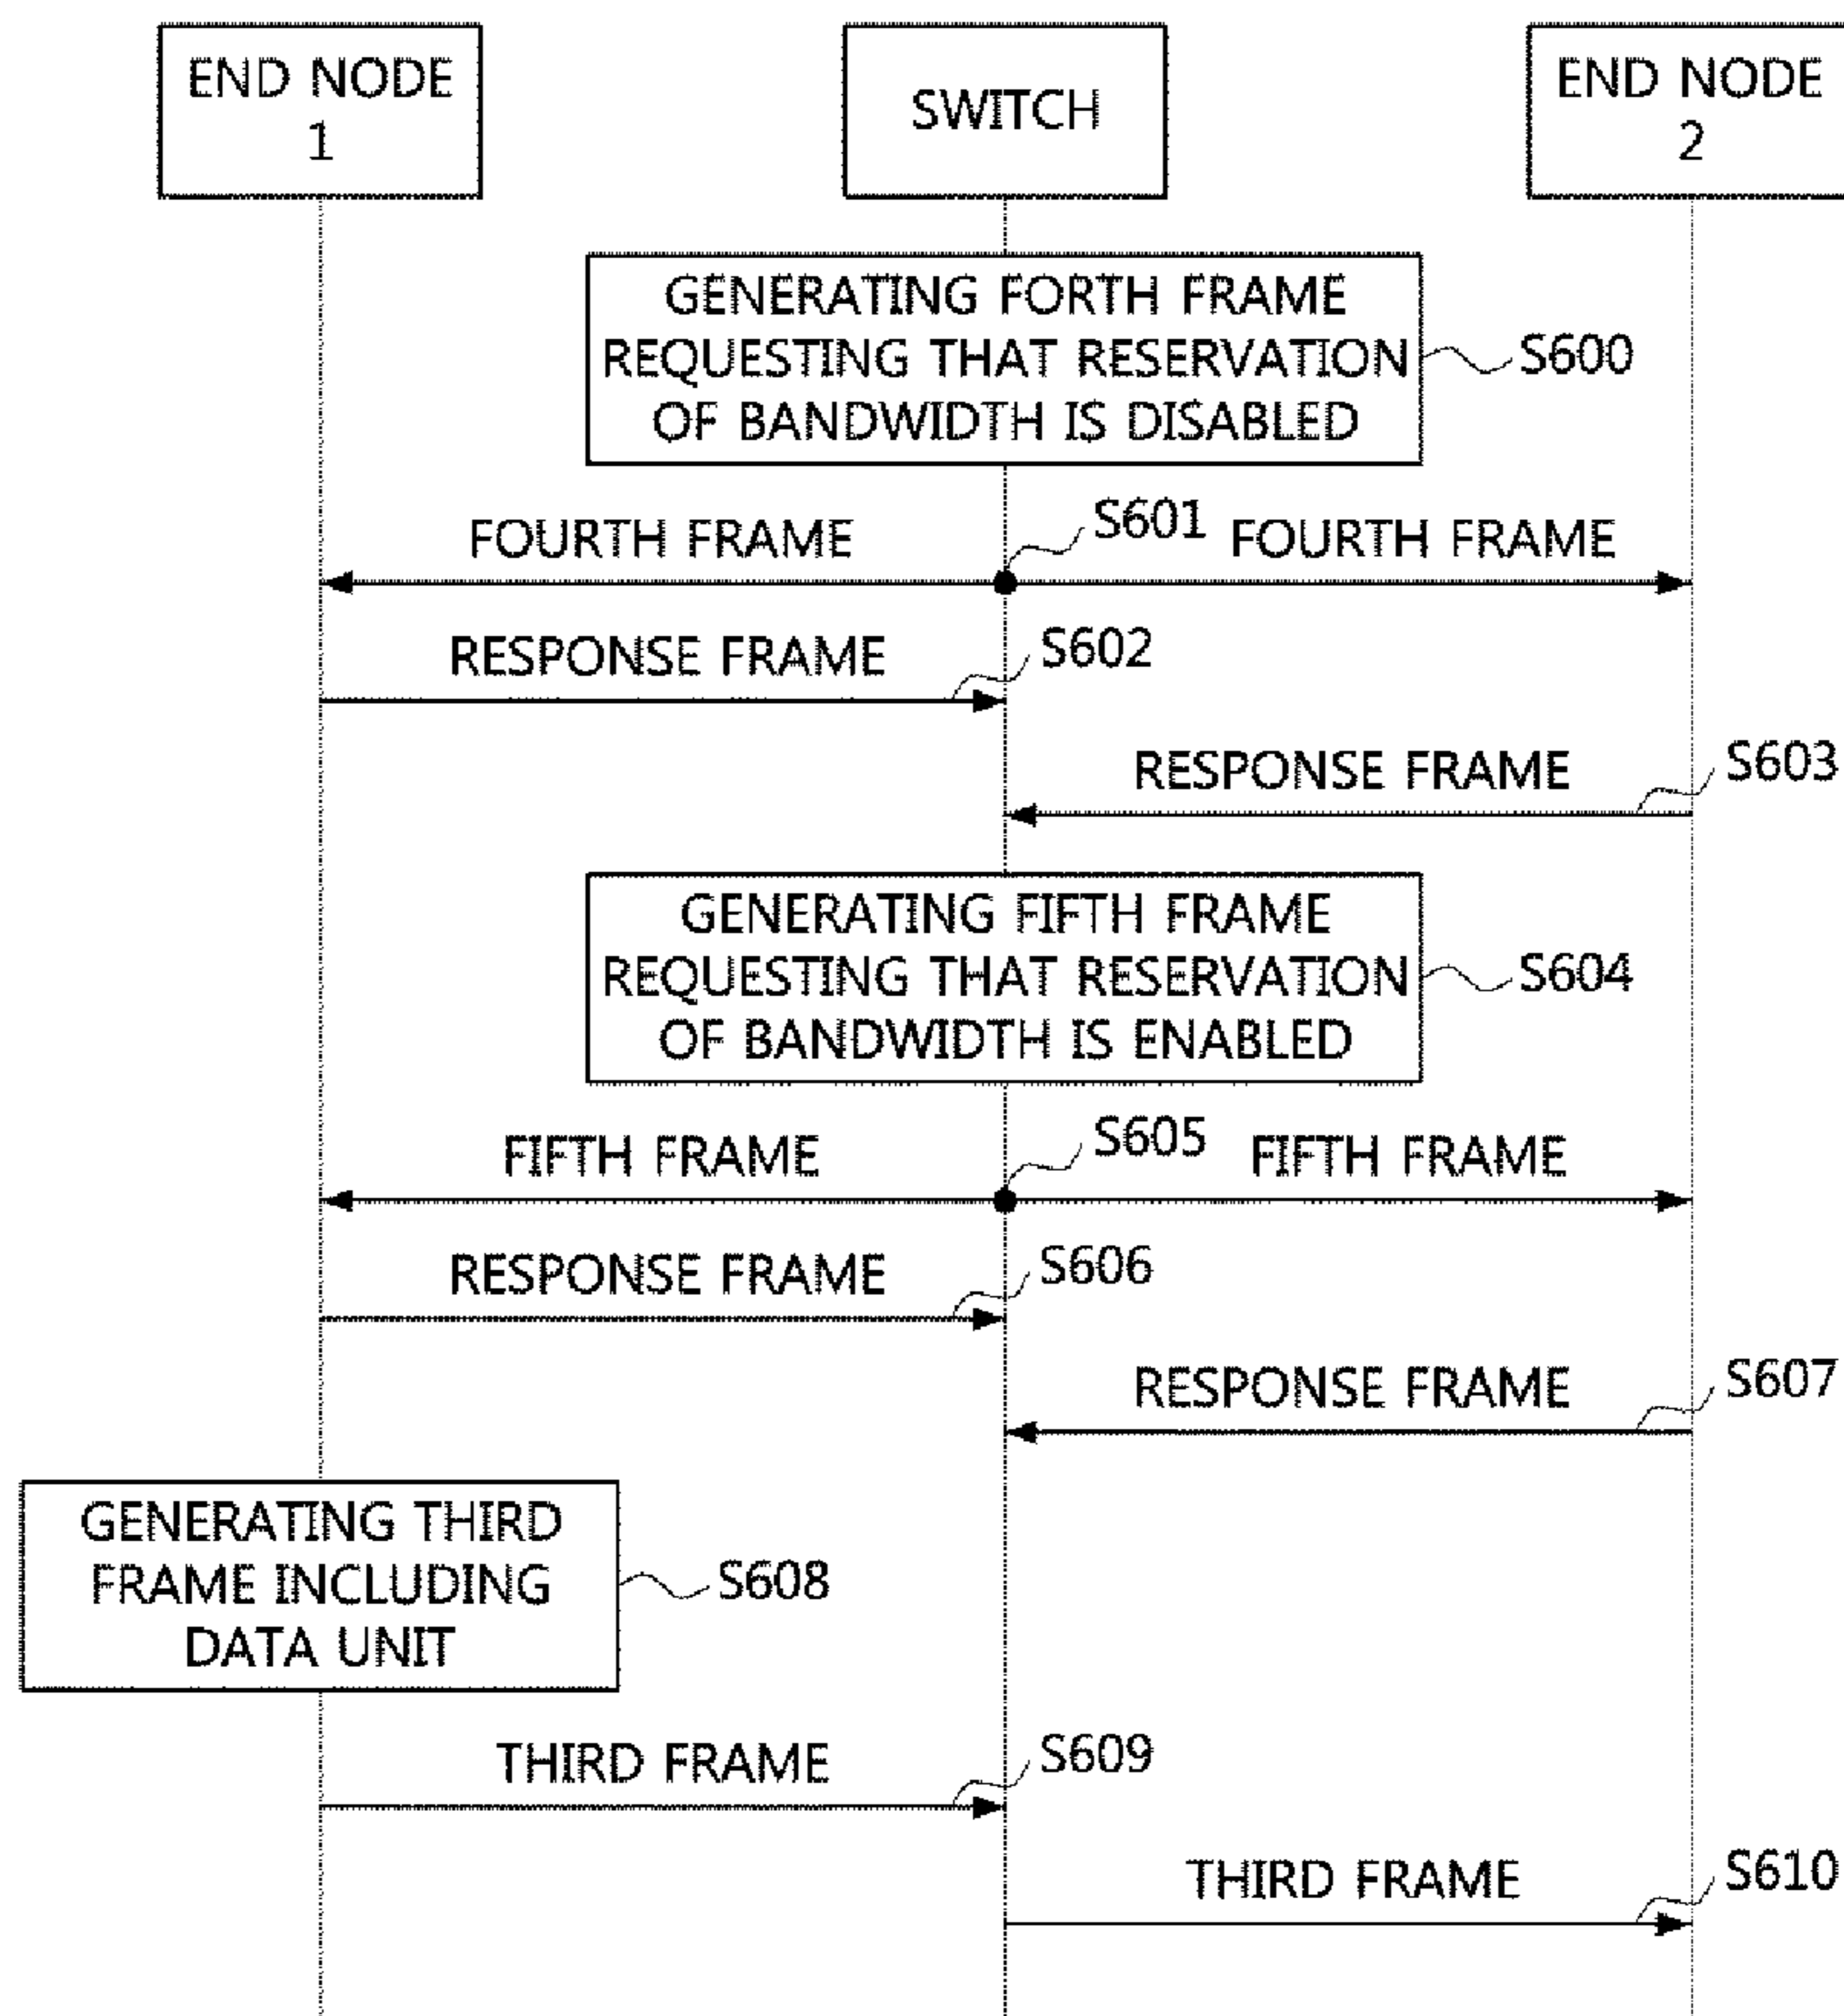 END NODE
1
SWITCH
END NODE
2
GENERATING FORTH FRAME
REQUESTING THAT RESERVATION
OF BANDWIDTH IS DISABLED
S600
FOURTH FRAME
S601
FOURTH FRAME
RESPONSE FRAME
S602
RESPONSE FRAME
S603
GENERATING FIFTH FRAME
REQUESTING THAT RESERVATION
OF BANDWIDTH IS ENABLED
S604
FIFTH FRAME
S605
FIFTH FRAME
RESPONSE FRAME
S606
RESPONSE FRAME
S607
GENERATING THIRD
FRAME INCLUDING
DATA UNIT
S608
THIRD FRAME
S609
THIRD FRAME
S610